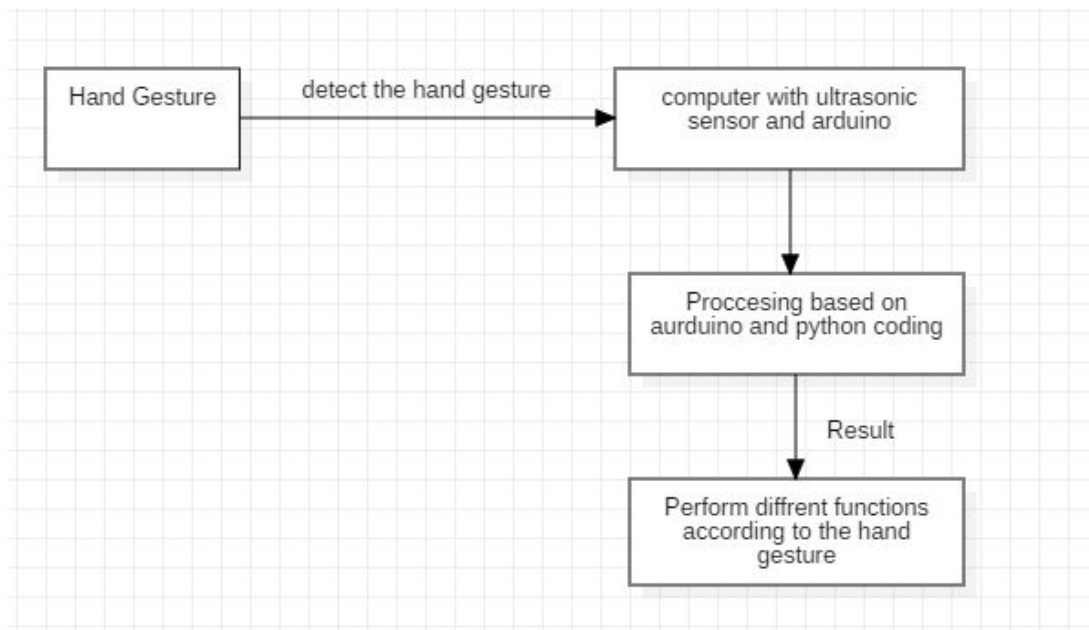 Hand Gesture
detect the hand gesture
computer with ultrasonic
sensor and arduino
Proccesing based on
aurduino and python coding
Result
Perform diffrent functions
according to the hand
gesture